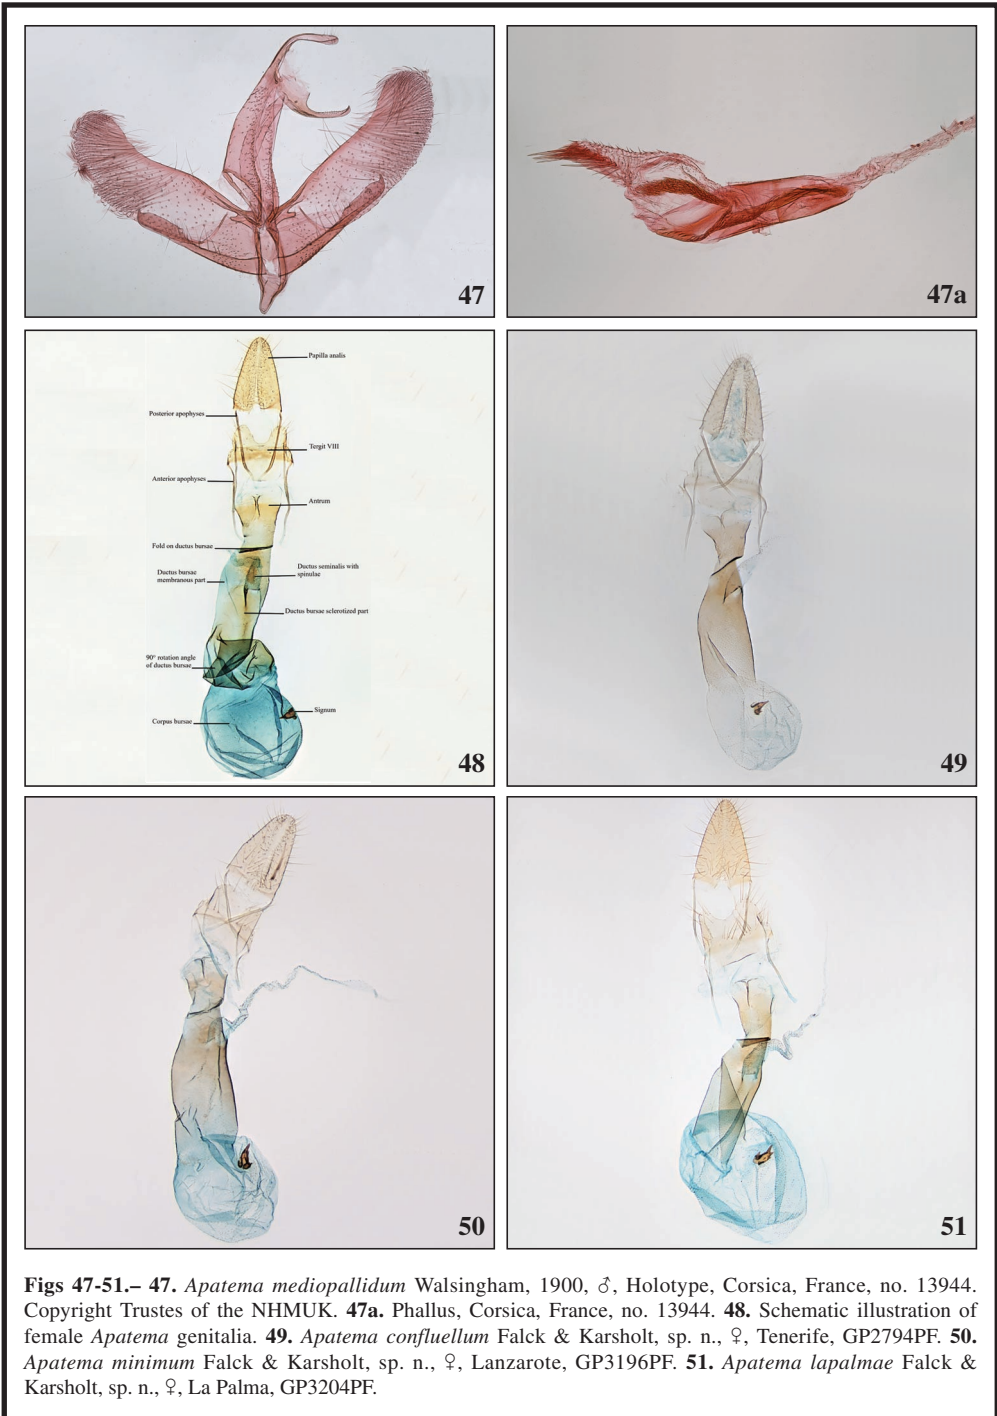 47
47a
Papilla analis
Posterior apophyses
Tergit VIII
Anterior apophyses
Antrum
Fold on ductus bursae
Ductus bursae
membranous part
Ductus seminalis with
spinulae
Ductus bursae sclerotized part
90° rotation angle
of ductus bursae
Signum
Corpus bursae
48
49
50
51
Figs 47-51.– 47. Apatema mediopallidum Walsingham, 1900, ♂, Holotype, Corsica, France, no. 13944.
Copyright Trustes of the NHMUK. 47a. Phallus, Corsica, France, no. 13944. 48. Schematic illustration of
female Apatema genitalia. 49. Apatema confluellum Falck & Karsholt, sp. n., ♀, Tenerife, GP2794PF. 50.
Apatema minimum Falck & Karsholt, sp. n., ♀, Lanzarote, GP3196PF. 51. Apatema lapalmae Falck &
Karsholt, sp. n., ♀, La Palma, GP3204PF.